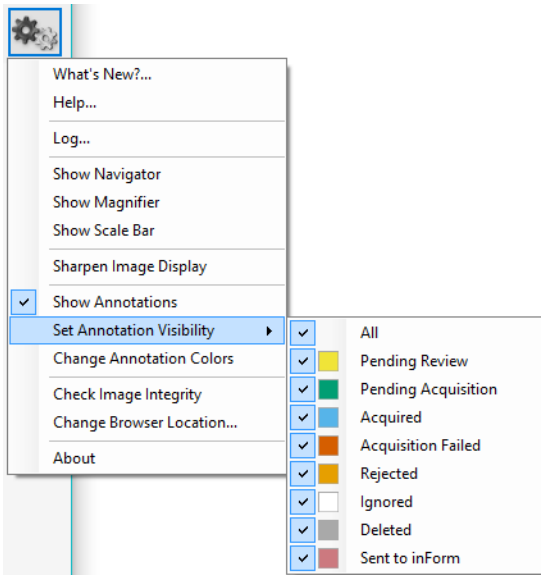 What's New?...
Help...
Log...
Show Navigator
Show Magnifier
Show Scale Bar
Sharpen Image Display
Show Annotations
Set Annotation Visibility
Change Annotation Colors
Check Image Integrity
Change Browser Location...
About
All
Pending Review
Pending Acquisition
Acquired
Acquisition Failed
Rejected
Ignored
Deleted
Sent to inForm